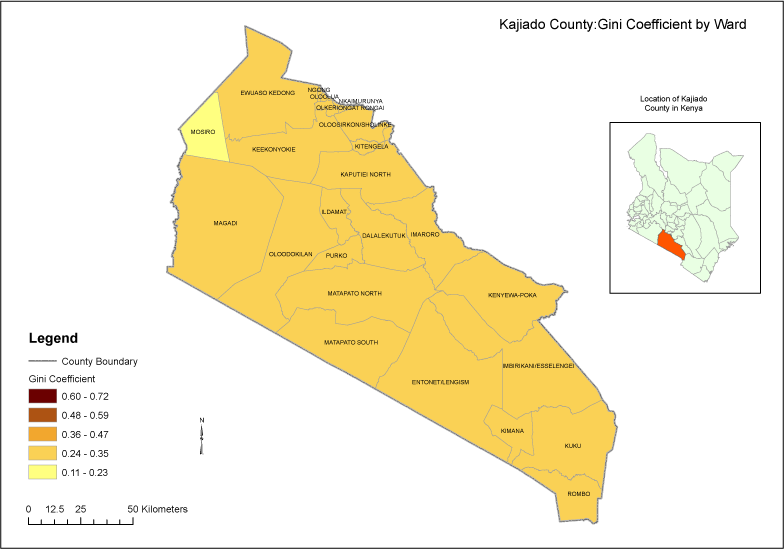 Kajiado County:Gini Coefficient by Ward
Location of Kajiado
County in Kenya
EWUASO KEDONG
NGONG
OLOOLUA
NKAIMURUNYA
OLKERI
ONGAT RONGAI
MOSIRO
OLOOSIRKON/SHOLINKE
KEEKONYOKIE
KITENGELA
KAPUTIEI NORTH
MAGADI
ILDAMAT
DALALEKUTUK
IMARORO
OLOODOKILAN
PURKO
MATAPATO NORTH
KENYEWA-POKA
MATAPATO SOUTH
IMBIRIKANI/ESSELENGEI
ENTONET/LENGISM
KIMANA
KUKU
ROMBO
Legend
County Boundary
Gini Coefficient
0.60 - 0.72
0.48 - 0.59
0.36 - 0.47
0.24 - 0.35
0.11 - 0.23
N
0 12.5 25 50 Kilometers